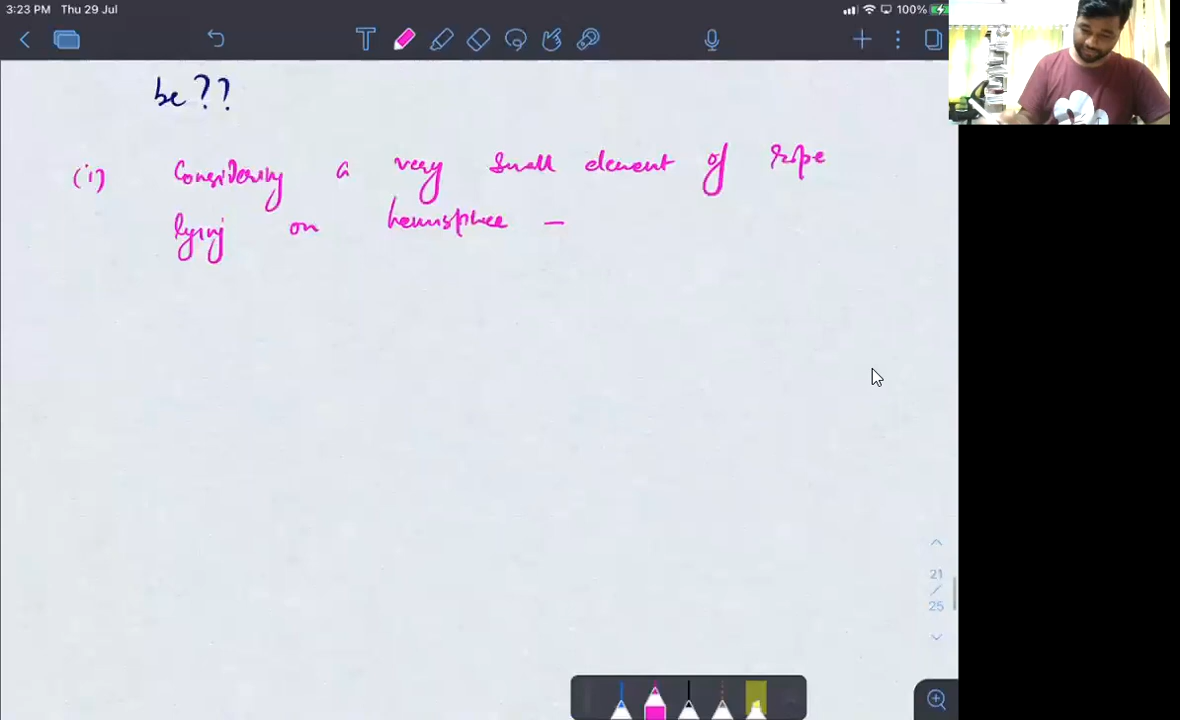 3:23 PM Thu 29 Jul
100%
be??
(i) Considering a very small element of rope
lying on hemisphere -
21
/
25